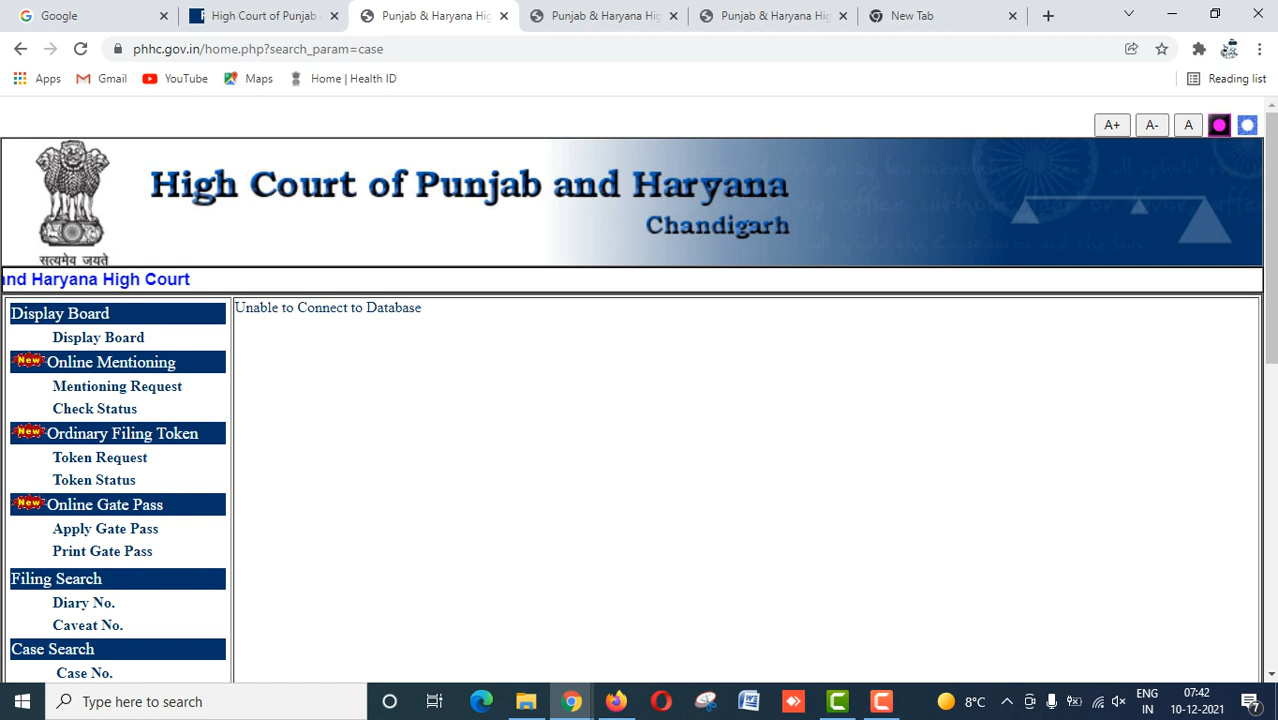 Google
High Court of Punjab a
Punjab & Haryana Hig
Punjab & Haryana Hig
Punjab & Haryana Hig
New Tab
phhc.gov.in/home.php?search_param=case
Apps
Gmail
YouTube
Maps
Home | Health ID
Reading list
A+
A-
A
High Court of Punjab and Haryana
Chandigarh
सत्यमेव जयते
and Haryana High Court
Display Board
Unable to Connect to Database
Display Board
New Online Mentioning
Mentioning Request
Check Status
New Ordinary Filing Token
Token Request
Token Status
New Online Gate Pass
Apply Gate Pass
Print Gate Pass
Filing Search
Diary No.
Caveat No.
Case Search
Case No.
Type here to search
8°C
ENG
IN
07:42
10-12-2021
7